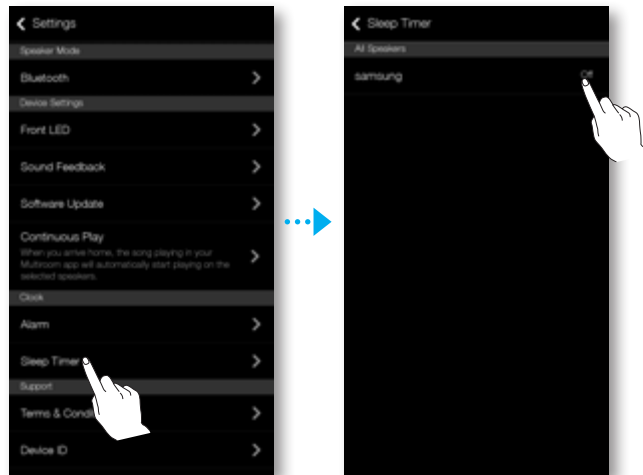 Settings
Speaker Mode
Bluetooth
Device Settings
Front LED
Sound Feedback
Software Update
Continuous Play
When you arrive home, the song playing in your
Multiroom app will automatically start playing on the
selected speakers.
Clock
Alarm
Sleep Timer
Support
Terms & Condi
Device ID
Sleep Timer
All Speakers
samsung
Off